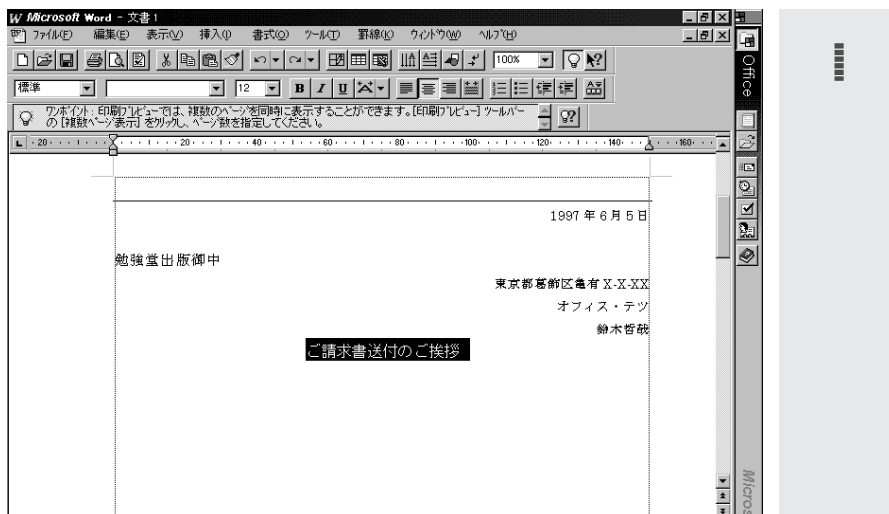 Microsoft Word - 文書1
ファイル(F) 編集(E) 表示(V) 挿入(I) 書式(O) ツール(T) 罫線(K) ウィンドウ(W) ヘルプ(H)
100%
標準 12 B I U
ワンポイント: 印刷プレビューでは、複数のページを同時に表示することができます。[印刷プレビュー] ツールバー
の [複数ページ表示] をクリックし、ページ数を指定してください。
20 20 40 60 80 100 120 140 160
1997 年 6 月 5 日
勉強堂出版御中
東京都葛飾区亀有 X-X-XX
オフィス・テツ
鈴木哲哉
ご請求書送付のご挨拶
Office
Micros